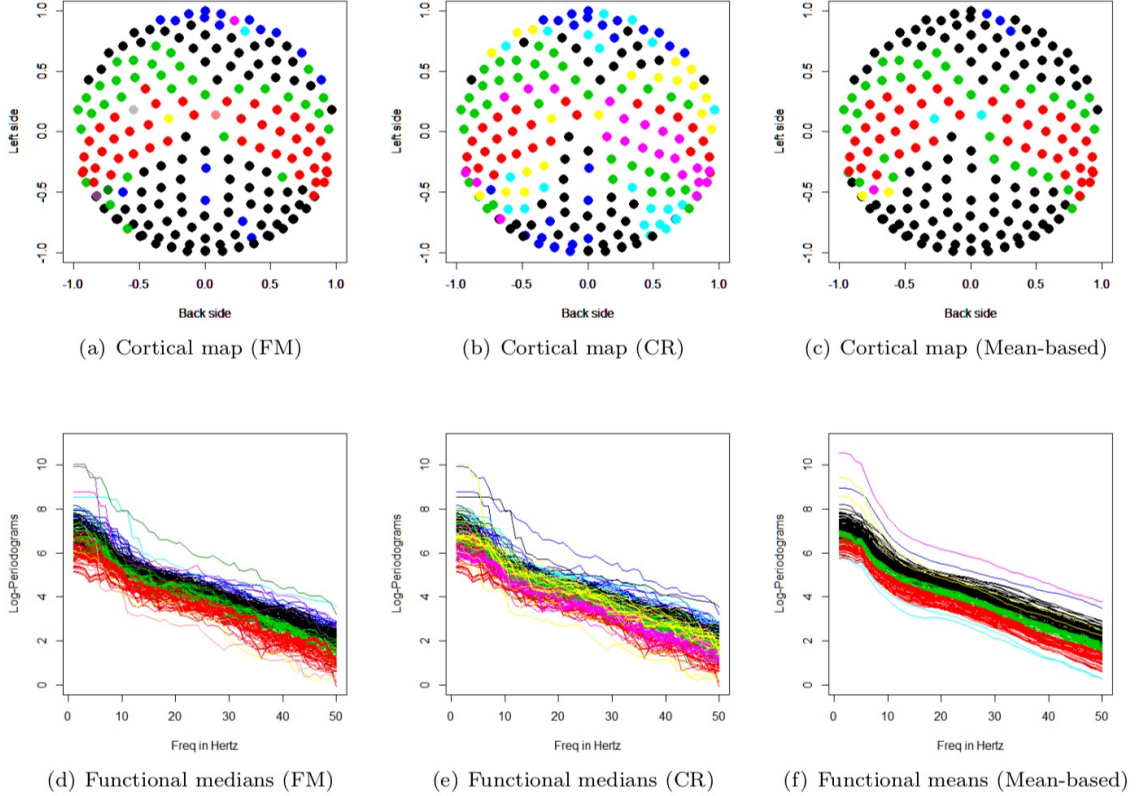 1.0
0.5
0.0
-0.5
-1.0
Left side
-1.0 -0.5 0.0 0.5 1.0
Back side
(a) Cortical map (FM)
1.0
0.5
0.0
-0.5
-1.0
Left side
-1.0 -0.5 0.0 0.5 1.0
Back side
(b) Cortical map (CR)
1.0
0.5
0.0
-0.5
-1.0
Left side
-1.0 -0.5 0.0 0.5 1.0
Back side
(c) Cortical map (Mean-based)
10
8
6
4
2
0
Log-Periodograms
0 10 20 30 40 50
Freq in Hertz
(d) Functional medians (FM)
10
8
6
4
2
0
Log-Periodograms
0 10 20 30 40 50
Freq in Hertz
(e) Functional medians (CR)
10
8
6
4
2
0
Log-Periodograms
0 10 20 30 40 50
Freq in Hertz
(f) Functional means (Mean-based)